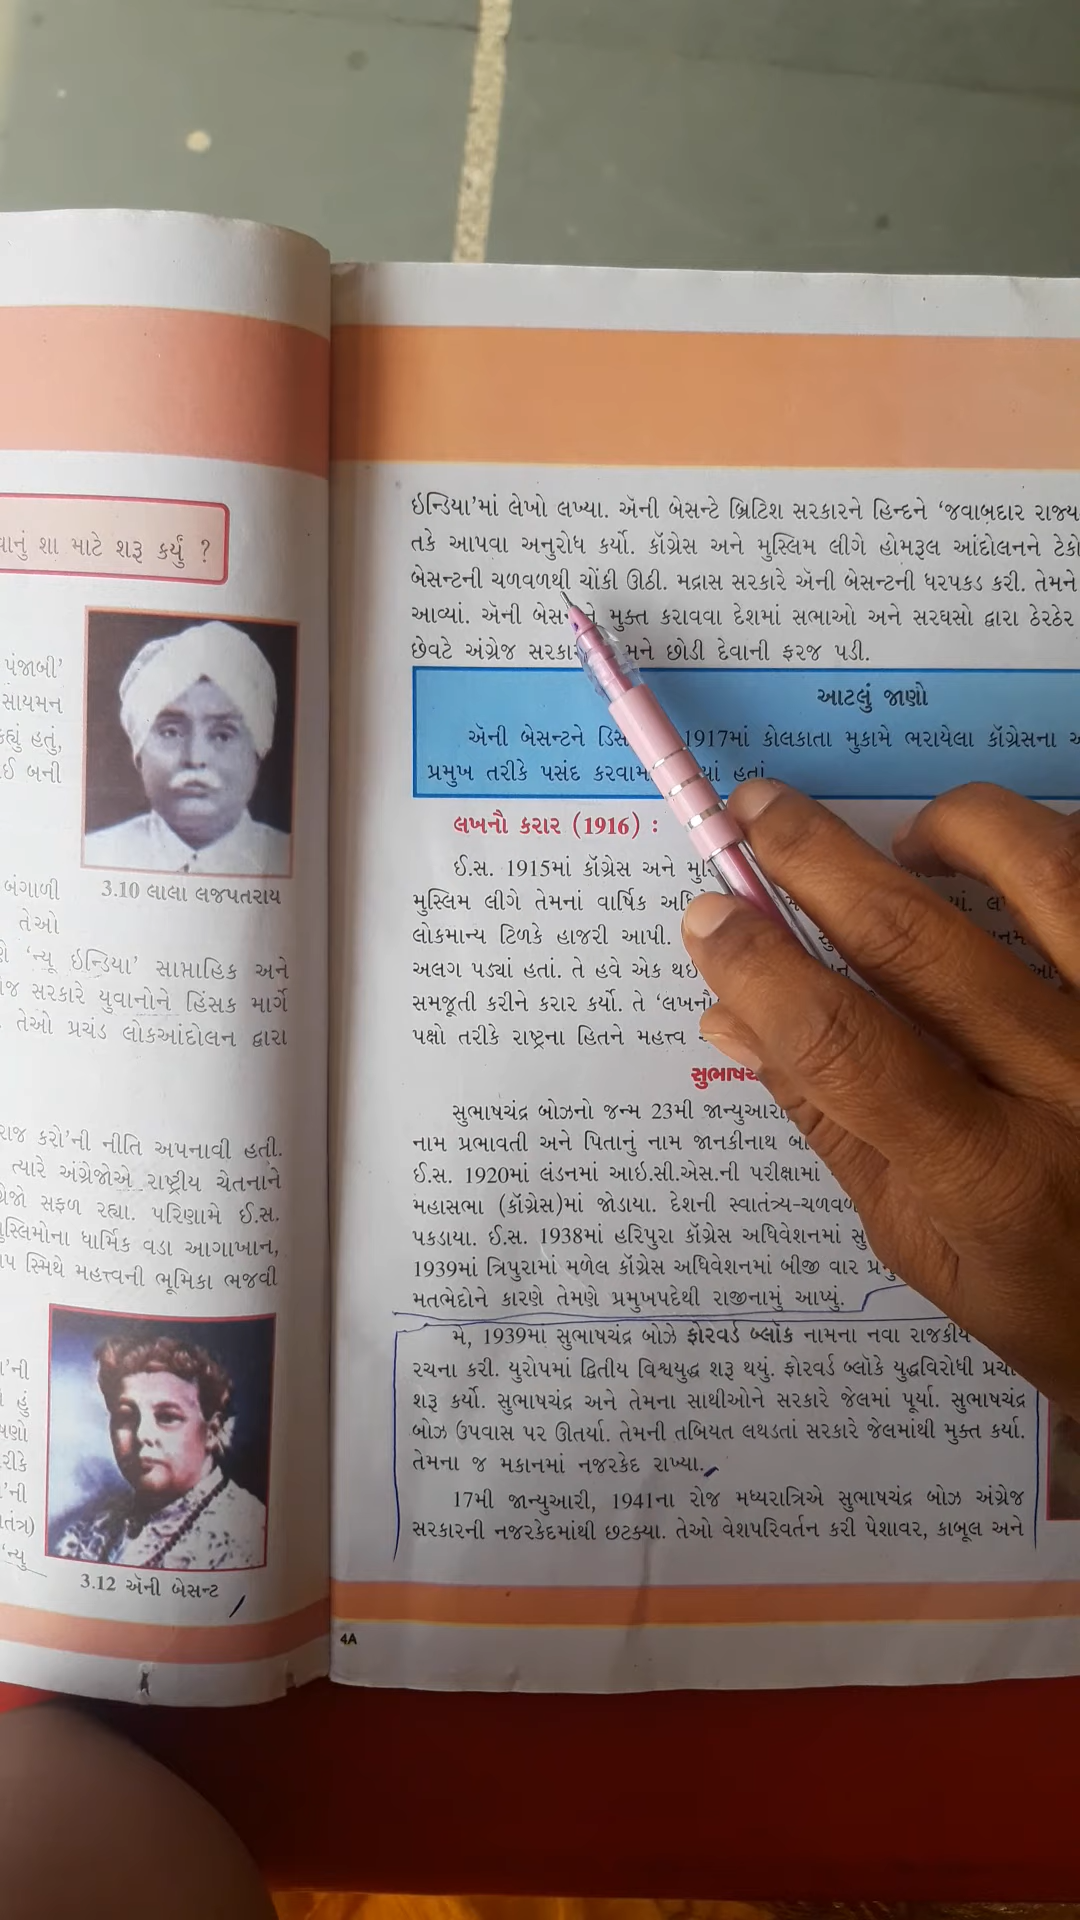 વાનું શા માટે શરૂ કર્યું ?
પંજાબી'
સાયમન
કહ્યું હતું,
ઈ બની
3.10 લાલા લજપતરાય
બંગાળી
તેઓ
'ન્યૂ ઇન્ડિયા' સાપ્તાહિક અને
સરકારે યુવાનોને હિંસક માર્ગે
તેઓ પ્રચંડ લોકઆંદોલન દ્વારા
રાજ કરો'ની નીતિ અપનાવી હતી.
ત્યારે અંગ્રેજોએ રાષ્ટ્રીય ચેતનાને
સફળ રહ્યા. પરિણામે ઈ.સ.
મુસ્લિમોના ધાર્મિક વડા આગાખાન,
સ્મિથે મહત્ત્વની ભૂમિકા ભજવી
'ની
હું
રીકે
'ની
તંત્ર)
'ન્યુ
3.12 ઍની બેસન્ટ
ઇન્ડિયા'માં લેખો લખ્યા. ઍની બેસન્ટે બ્રિટિશ સરકારને હિન્દને 'જવાબદાર રાજ્ય
તકે આપવા અનુરોધ કર્યો. કૉંગ્રેસ અને મુસ્લિમ લીગે હોમરૂલ આંદોલનને ટેકો
બેસન્ટની ચળવળથી ચોંકી ઊઠી. મદ્રાસ સરકારે ઍની બેસન્ટની ધરપકડ કરી. તેમને
આવ્યાં. ઍની બેસન્ટને મુક્ત કરાવવા દેશમાં સભાઓ અને સરઘસો દ્વારા ઠેરઠેર
છેવટે અંગ્રેજ સરકાર મને છોડી દેવાની ફરજ પડી.
આટલું જાણો
ઍની બેસન્ટને ડિસ 1917માં કોલકાતા મુકામે ભરાયેલા કૉંગ્રેસના
પ્રમુખ તરીકે પસંદ કરવામ યાં હતાં.
લખનૌ કરાર (1916) :
ઈ.સ. 1915માં કૉંગ્રેસ અને મુ
મુસ્લિમ લીગે તેમનાં વાર્ષિક અધિ
લોકમાન્ય ટિળકે હાજરી આપી.
અલગ પડ્યાં હતાં. તે હવે એક થઈ
સમજૂતી કરીને કરાર કર્યો. તે 'લખનૌ
પક્ષો તરીકે રાષ્ટ્રના હિતને મહત્ત્વ
સુભાષચ
સુભાષચંદ્ર બોઝનો જન્મ 23મી જાન્યુઆરી,
નામ પ્રભાવતી અને પિતાનું નામ જાનકીનાથ બો
ઈ.સ. 1920માં લંડનમાં આઈ.સી.એસ.ની પરીક્ષામાં
મહાસભા (કૉંગ્રેસ)માં જોડાયા. દેશની સ્વાતંત્ર્ય-ચળવળ
પકડાયા. ઈ.સ. 1938માં હરિપુરા કૉંગ્રેસ અધિવેશનમાં સુ
1939માં ત્રિપુરામાં મળેલ કૉંગ્રેસ અધિવેશનમાં બીજી વાર પ્રમુ
મતભેદોને કારણે તેમણે પ્રમુખપદેથી રાજીનામું આપ્યું.
મે, 1939મા સુભાષચંદ્ર બોઝે ફોરવર્ડ બ્લૉક નામના નવા રાજકીય
રચના કરી. યુરોપમાં દ્વિતીય વિશ્વયુદ્ધ શરૂ થયું. ફોરવર્ડ બ્લૉકે યુદ્ધવિરોધી પ્રચા
શરૂ કર્યો. સુભાષચંદ્ર અને તેમના સાથીઓને સરકારે જેલમાં પૂર્યા. સુભાષચંદ્ર
બોઝ ઉપવાસ પર ઊતર્યા. તેમની તબિયત લથડતાં સરકારે જેલમાંથી મુક્ત કર્યા.
તેમના જ મકાનમાં નજરકેદ રાખ્યા.
17મી જાન્યુઆરી, 1941ના રોજ મધ્યરાત્રિએ સુભાષચંદ્ર બોઝ અંગ્રેજ
સરકારની નજરકેદમાંથી છટક્યા. તેઓ વેશપરિવર્તન કરી પેશાવર, કાબૂલ અને
4A